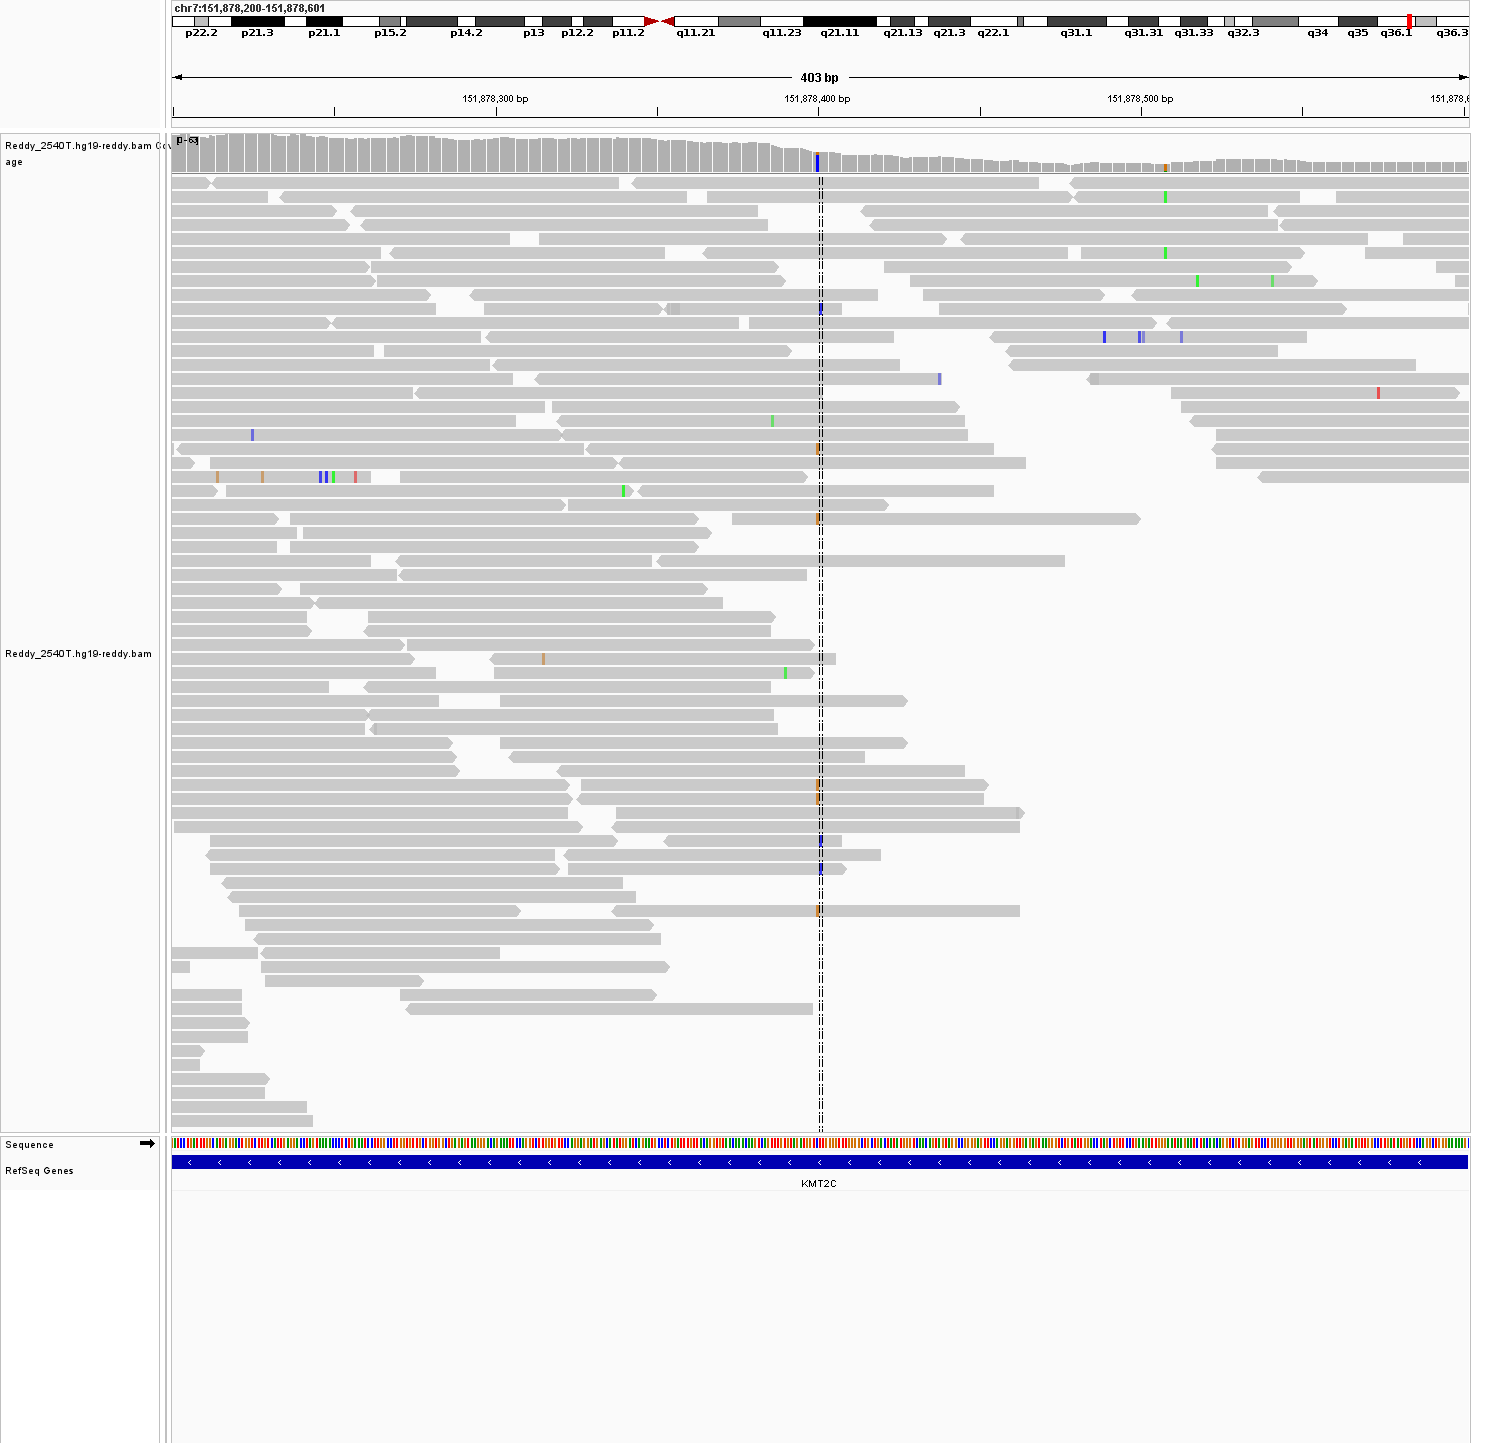 chr7:151,878,200-151,878,601
p22.2 p21.3 p21.1 p15.2 p14.2 p13 p12.2 p11.2 q11.21 q11.23 q21.11 q21.13 q21.3 q22.1 q31.1 q31.31 q31.33 q32.3 q34 q35 q36.1 q36.3
403 bp
151,878,300 bp 151,878,400 bp 151,878,500 bp 151,878,6
Reddy_2540T.hg19-reddy.bam Cov
age
[0 - 63]
Reddy_2540T.hg19-reddy.bam
Sequence
RefSeq Genes
KMT2C